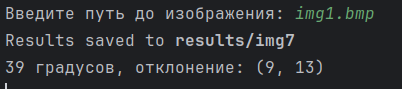 Введите путь до изображения: img1.bmp
Results saved to results/img7
39 градусов, отклонение: (9, 13)